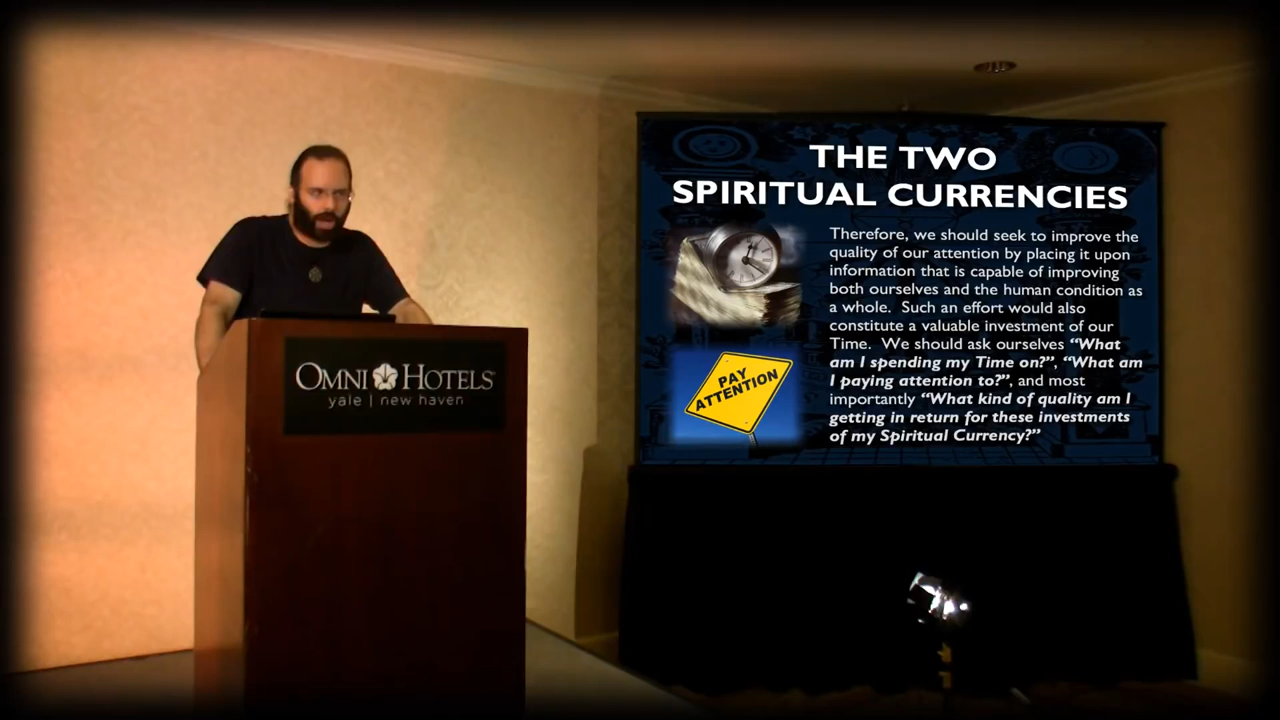 OMNI HOTELS
yale | new haven
THE TWO
SPIRITUAL CURRENCIES
Therefore, we should seek to improve the
quality of our attention by placing it upon
information that is capable of improving
both ourselves and the human condition as
a whole.  Such an effort would also
constitute a valuable investment of our
Time.  We should ask ourselves “What
am I spending my Time on?”, “What am
I paying attention to?”, and most
importantly “What kind of quality am I
getting in return for these investments
of my Spiritual Currency?”
PAY
ATTENTION